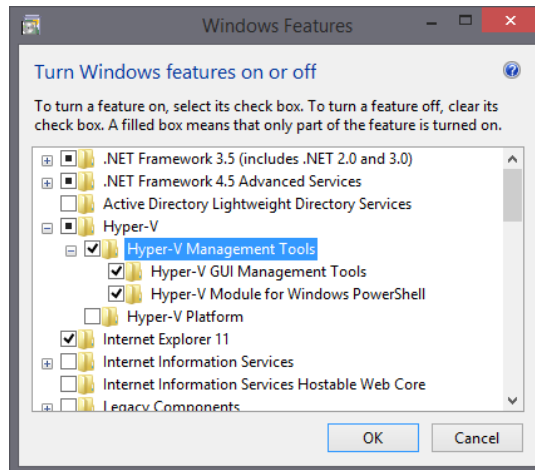 Windows Features
Turn Windows features on or off
To turn a feature on, select its check box. To turn a feature off, clear its
check box. A filled box means that only part of the feature is turned on.
.NET Framework 3.5 (includes .NET 2.0 and 3.0)
.NET Framework 4.5 Advanced Services
Active Directory Lightweight Directory Services
Hyper-V
Hyper-V Management Tools
Hyper-V GUI Management Tools
Hyper-V Module for Windows PowerShell
Hyper-V Platform
Internet Explorer 11
Internet Information Services
Internet Information Services Hostable Web Core
Legacy Components
OK Cancel